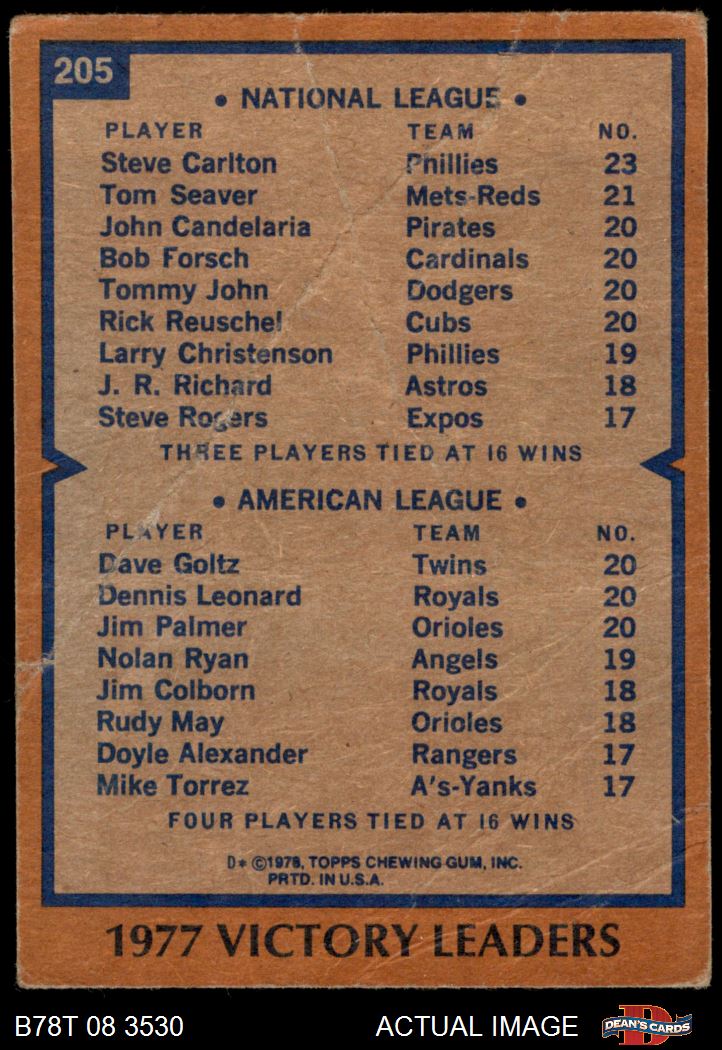 205
• NATIONAL LEAGUE •
PLAYER TEAM NO.
Steve Carlton Phillies 23
Tom Seaver Mets-Reds 21
John Candelaria Pirates 20
Bob Forsch Cardinals 20
Tommy John Dodgers 20
Rick Reuschel Cubs 20
Larry Christenson Phillies 19
J. R. Richard Astros 18
Steve Rogers Expos 17
THREE PLAYERS TIED AT 16 WINS
• AMERICAN LEAGUE •
PLAYER TEAM NO.
Dave Goltz Twins 20
Dennis Leonard Royals 20
Jim Palmer Orioles 20
Nolan Ryan Angels 19
Jim Colborn Royals 18
Rudy May Orioles 18
Doyle Alexander Rangers 17
Mike Torrez A's-Yanks 17
FOUR PLAYERS TIED AT 16 WINS
D* ©1978, TOPPS CHEWING GUM, INC.
PRTD. IN U.S.A.
1977 VICTORY LEADERS
B78T 08 3530 ACTUAL IMAGE D DEAN'S CARDS